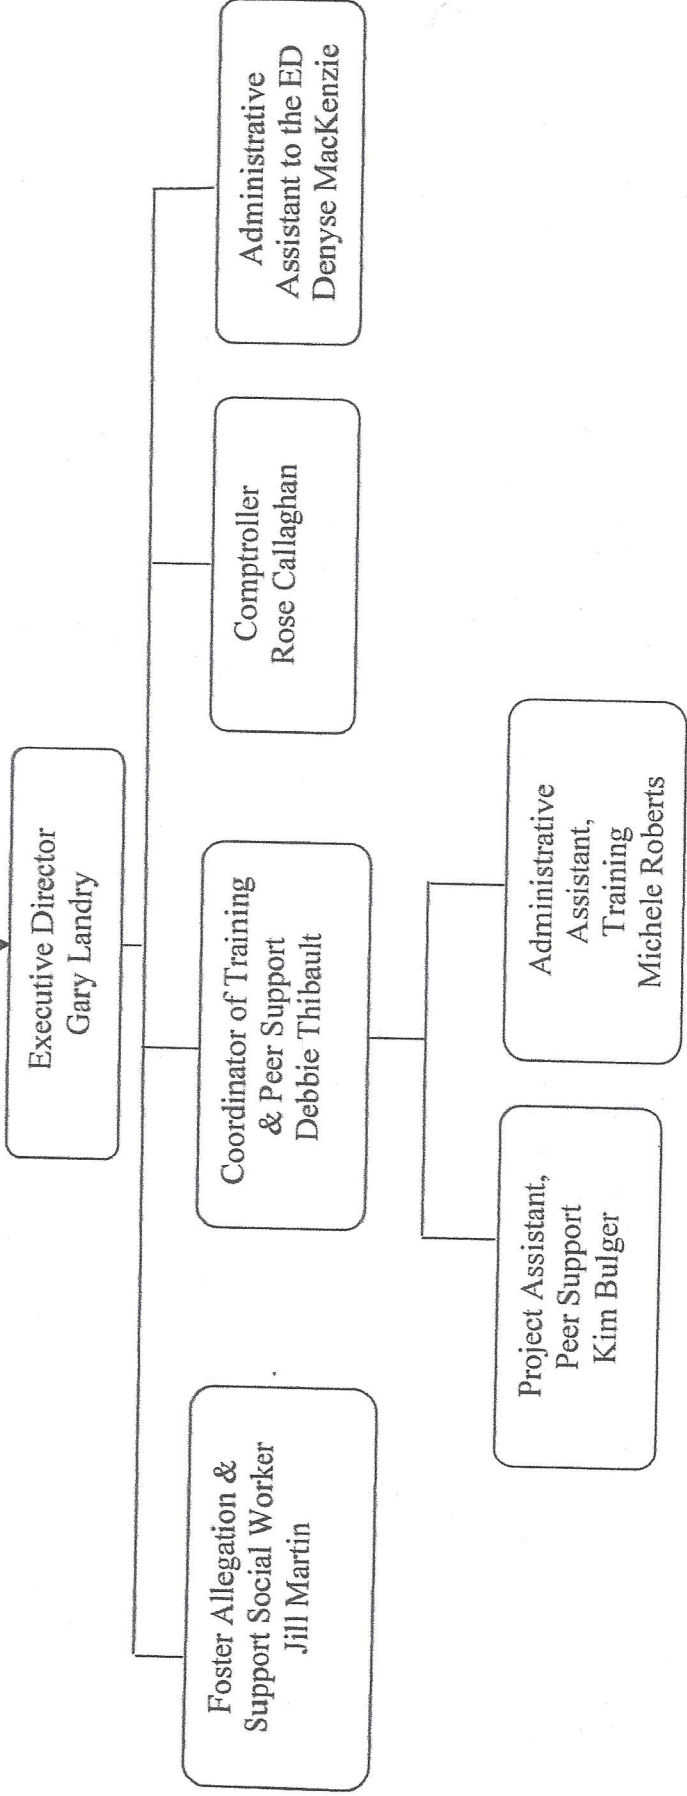 Executive Director
Gary Landry
Foster Allegation &
Support Social Worker
Jill Martin
Coordinator of Training
& Peer Support
Debbie Thibault
Comptroller
Rose Callaghan
Administrative
Assistant to the ED
Denyse MacKenzie
Project Assistant,
Peer Support
Kim Bulger
Administrative
Assistant,
Training
Michele Roberts